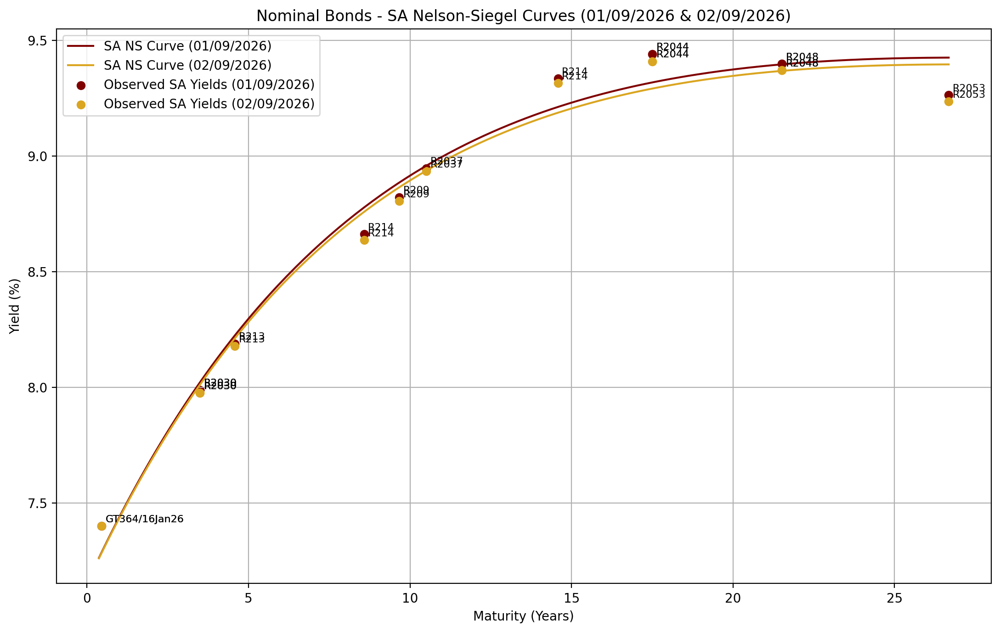 Nominal Bonds - SA Nelson-Siegel Curves (01/09/2026 & 02/09/2026)
SA NS Curve (01/09/2026)
SA NS Curve (02/09/2026)
Observed SA Yields (01/09/2026)
Observed SA Yields (02/09/2026)
Yield (%)
9.5
9.0
8.5
8.0
7.5
R2044
R2044
R2048
R2048
R214
R214
R2053
R2053
R2037
R2037
R209
R209
R214
R214
R213
R213
R2030
R2030
GT364/16Jan26
0
5
10
15
20
25
Maturity (Years)